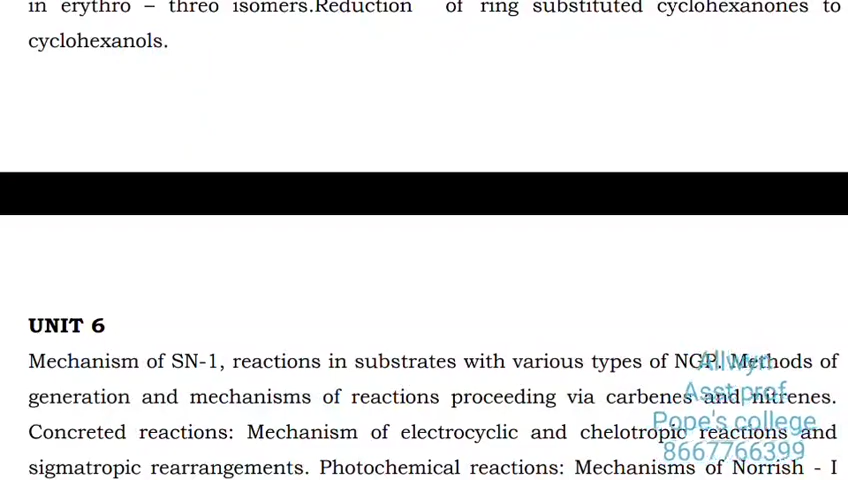 in erythro – threo isomers.Reduction of ring substituted cyclohexanones to
cyclohexanols.
UNIT 6
Mechanism of SN-1, reactions in substrates with various types of NGP. Methods of
generation and mechanisms of reactions proceeding via carbenes and nitrenes.
Concreted reactions: Mechanism of electrocyclic and chelotropic reactions and
sigmatropic rearrangements. Photochemical reactions: Mechanisms of Norrish - I
Allwyn
Asst prof
Pope's college
8667766399